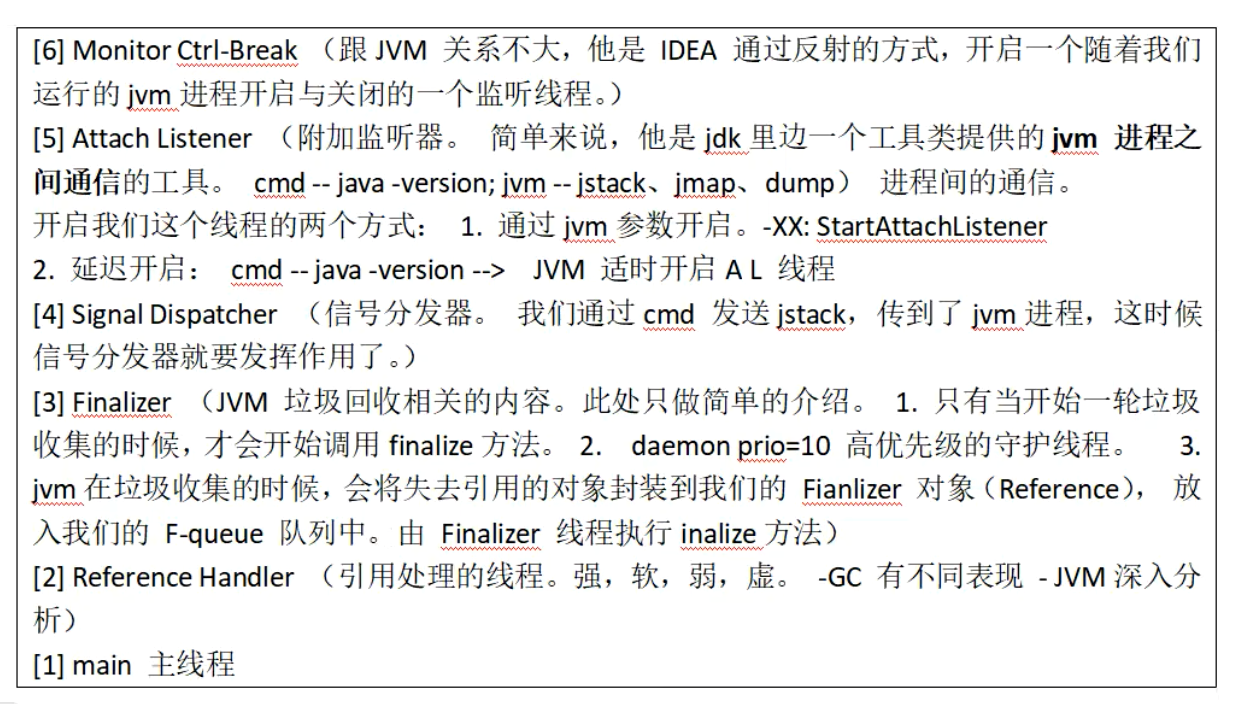 [6] Monitor Ctrl-Break （跟 JVM 关系不大，他是 IDEA 通过反射的方式，开启一个随着我们
运行的 jvm 进程开启与关闭的一个监听线程。）
[5] Attach Listener （附加监听器。 简单来说，他是 jdk 里边一个工具类提供的 jvm 进程之
间通信的工具。 cmd -- java -version; jvm -- jstack、jmap、dump） 进程间的通信。
开启我们这个线程的两个方式： 1. 通过 jvm 参数开启。-XX: StartAttachListener
2. 延迟开启： cmd -- java -version --> JVM 适时开启 A L 线程
[4] Signal Dispatcher （信号分发器。 我们通过 cmd 发送 jstack，传到了 jvm 进程，这时候
信号分发器就要发挥作用了。）
[3] Finalizer （JVM 垃圾回收相关的内容。此处只做简单的介绍。 1. 只有当开始一轮垃圾
收集的时候，才会开始调用 finalize 方法。 2. daemon prio=10 高优先级的守护线程。 3.
jvm 在垃圾收集的时候，会将失去引用的对象封装到我们的 Fianlizer 对象（Reference）， 放
入我们的 F-queue 队列中。由 Finalizer 线程执行 inalize 方法）
[2] Reference Handler （引用处理的线程。强，软，弱，虚。 -GC 有不同表现 - JVM 深入分
析）
[1] main 主线程